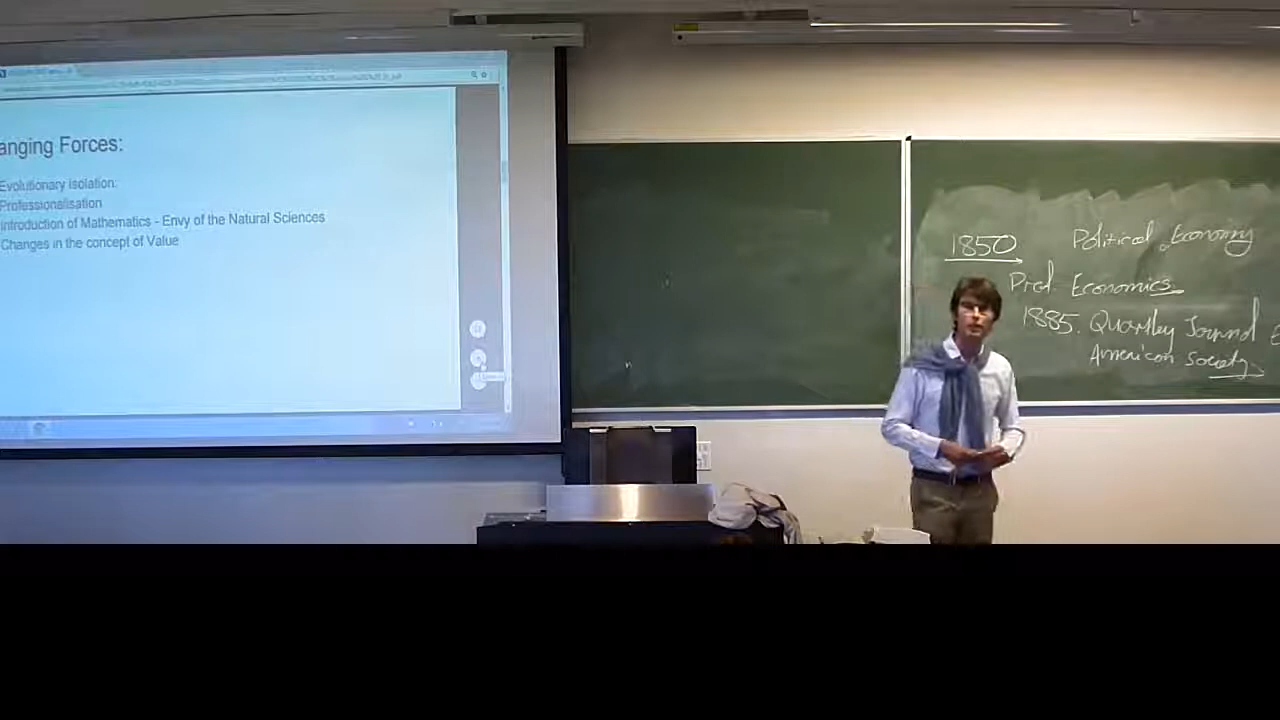 anging Forces:
Evolutionary Isolation:
Professionalisation
Introduction of Mathematics - Envy of the Natural Sciences
Changes in the concept of Value
1850 Political Economy
Prof. Economics
1885. Quartley Journal
American Society